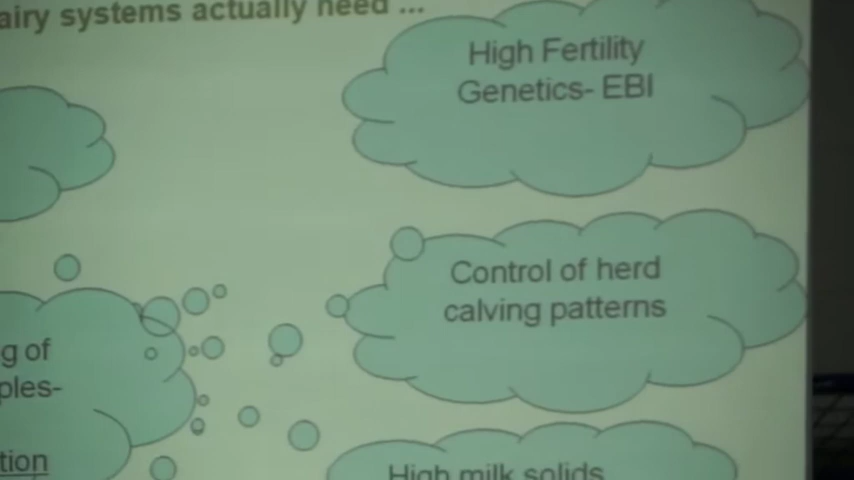 airy systems actually need ...
High Fertility
Genetics- EBI
Control of herd
calving patterns
g of
ples-
tion
High milk solids